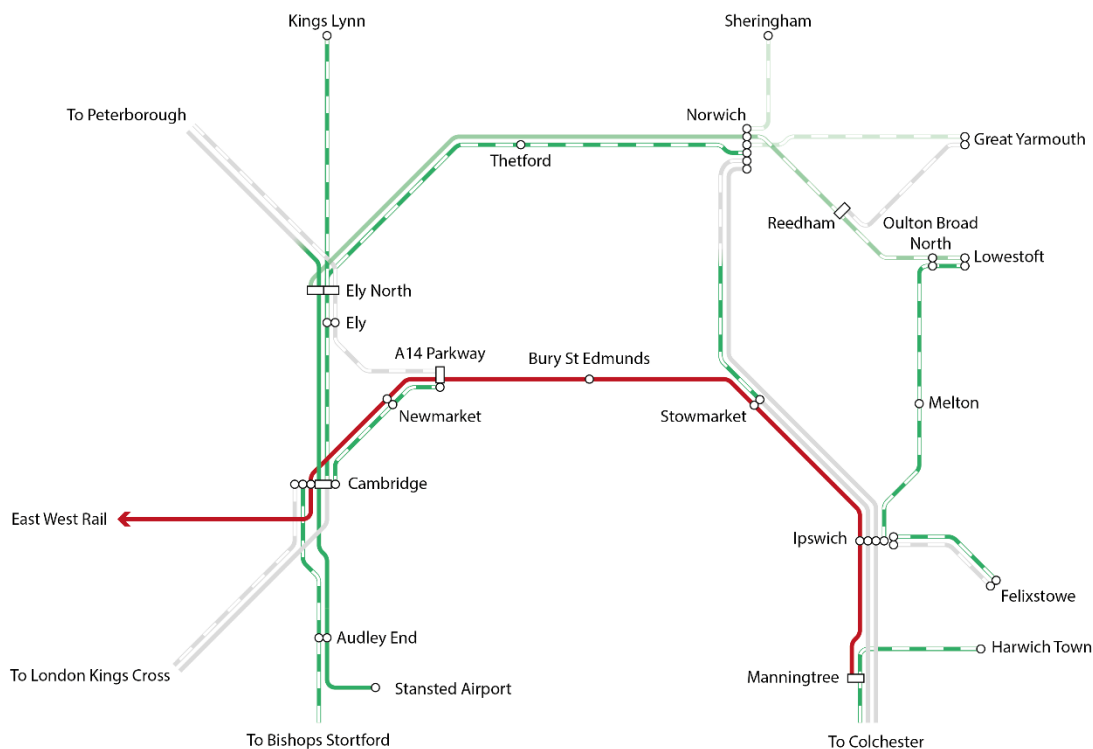 Kings Lynn
Sheringham
To Peterborough
Norwich
Great Yarmouth
Thetford
Reedham
Oulton Broad
North
Lowestoft
Ely North
Ely
A14 Parkway
Bury St Edmunds
Newmarket
Stowmarket
Melton
Cambridge
East West Rail
Ipswich
Felixstowe
Audley End
Harwich Town
To London Kings Cross
Stansted Airport
Manningtree
To Bishops Stortford
To Colchester